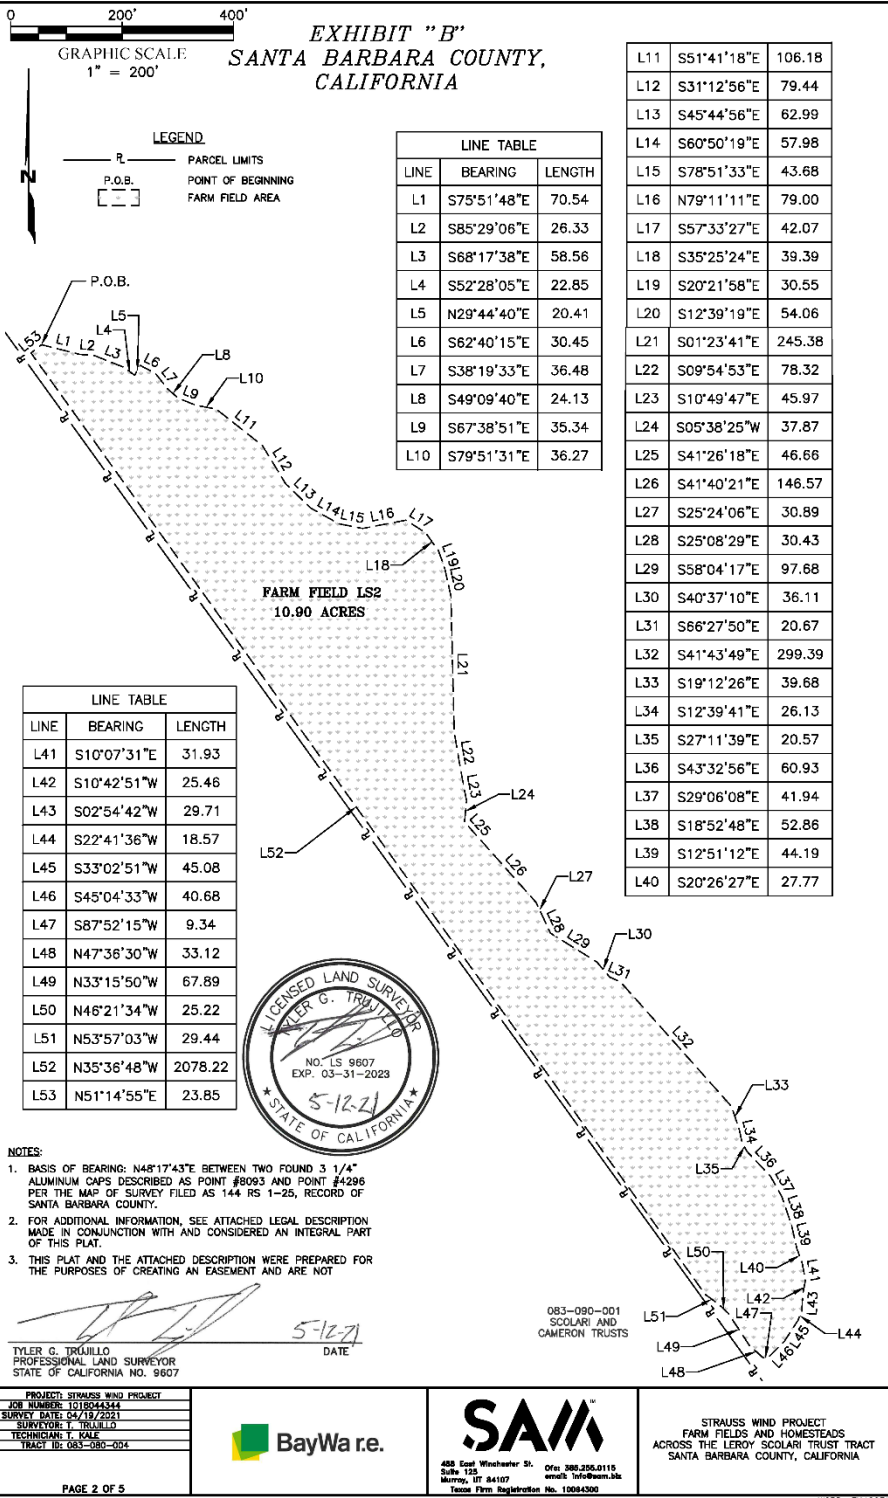 0 200' 400'
GRAPHIC SCALE
1" = 200'
EXHIBIT "B"
SANTA BARBARA COUNTY,
CALIFORNIA
LEGEND
PL PARCEL LIMITS
P.O.B. POINT OF BEGINNING
FARM FIELD AREA
N
LINE TABLE
LINE BEARING LENGTH
L1 S75°51'48"E 70.54
L2 S85°29'06"E 26.33
L3 S68°17'38"E 58.56
L4 S52°28'05"E 22.85
L5 N29°44'40"E 20.41
L6 S62°40'15"E 30.45
L7 S38°19'33"E 36.48
L8 S49°09'40"E 24.13
L9 S67°38'51"E 35.34
L10 S79°51'31"E 36.27
L11 S51°41'18"E 106.18
L12 S31°12'56"E 79.44
L13 S45°44'56"E 62.99
L14 S60°50'19"E 57.98
L15 S78°51'33"E 43.68
L16 N79°11'11"E 79.00
L17 S57°33'27"E 42.07
L18 S35°25'24"E 39.39
L19 S20°21'58"E 30.55
L20 S12°39'19"E 54.06
L21 S01°23'41"E 245.38
L22 S09°54'53"E 78.32
L23 S10°49'47"E 45.97
L24 S05°38'25"W 37.87
L25 S41°26'18"E 46.66
L26 S41°40'21"E 146.57
L27 S25°24'06"E 30.89
L28 S25°08'29"E 30.43
L29 S58°04'17"E 97.68
L30 S40°37'10"E 36.11
L31 S66°27'50"E 20.67
L32 S41°43'49"E 299.39
L33 S19°12'26"E 39.68
L34 S12°39'41"E 26.13
L35 S27°11'39"E 20.57
L36 S43°32'56"E 60.93
L37 S29°06'08"E 41.94
L38 S18°52'48"E 52.86
L39 S12°51'12"E 44.19
L40 S20°26'27"E 27.77
P.O.B.
L53
L1
L2
L3
L4
L5
L6
L7
L8
L9
L10
L11
L12
L13
L14
L15
L16
L17
L18
L19
L20
FARM FIELD LS2
10.90 ACRES
L21
L22
L23
L24
L25
L26
L27
L28
L29
L30
L31
L32
L33
L34
L35
L36
L37
L38
L39
L40
L41
L42
L43
L44
L45
L46
L47
L48
L49
L50
L51
L52
LINE TABLE
LINE BEARING LENGTH
L41 S10°07'31"E 31.93
L42 S10°42'51"W 25.46
L43 S02°54'42"W 29.71
L44 S22°41'36"W 18.57
L45 S33°02'51"W 45.08
L46 S45°04'33"W 40.68
L47 S87°52'15"W 9.34
L48 N47°36'30"W 33.12
L49 N33°15'50"W 67.89
L50 N46°21'34"W 25.22
L51 N53°57'03"W 29.44
L52 N35°36'48"W 2078.22
L53 N51°14'55"E 23.85
LICENSED LAND SURVEYOR
TYLER G. TRUJILLO
NO. LS 9607
EXP. 03-31-2023
5-12-21
STATE OF CALIFORNIA
NOTES:
1. BASIS OF BEARING: N48°17'43"E BETWEEN TWO FOUND 3 1/4"
ALUMINUM CAPS DESCRIBED AS POINT #8093 AND POINT #4296
PER THE MAP OF SURVEY FILED AS 144 RS 1-25, RECORD OF
SANTA BARBARA COUNTY.
2. FOR ADDITIONAL INFORMATION, SEE ATTACHED LEGAL DESCRIPTION
MADE IN CONJUNCTION WITH AND CONSIDERED AN INTEGRAL PART
OF THIS PLAT.
3. THIS PLAT AND THE ATTACHED DESCRIPTION WERE PREPARED FOR
THE PURPOSES OF CREATING AN EASEMENT AND ARE NOT
5-12-21
TYLER G. TRUJILLO DATE
PROFESSIONAL LAND SURVEYOR
STATE OF CALIFORNIA NO. 9607
083-090-001
SCOLARI AND
CAMERON TRUSTS
PROJECT: STRAUSS WIND PROJECT
JOB NUMBER: 1018044344
SURVEY DATE: 04/19/2021
SURVEYOR: T. TRUJILLO
TECHNICIAN: T. KALE
TRACT ID: 083-080-004
PAGE 2 OF 5
BayWa r.e.
SAM
488 East Winchester St.
Suite 125
Murray, UT 84107
Ofc: 385.255.0115
email: info@sam.biz
Texas Firm Registration No. 10064300
STRAUSS WIND PROJECT
FARM FIELDS AND HOMESTEADS
ACROSS THE LEROY SCOLARI TRUST TRACT
SANTA BARBARA COUNTY, CALIFORNIA